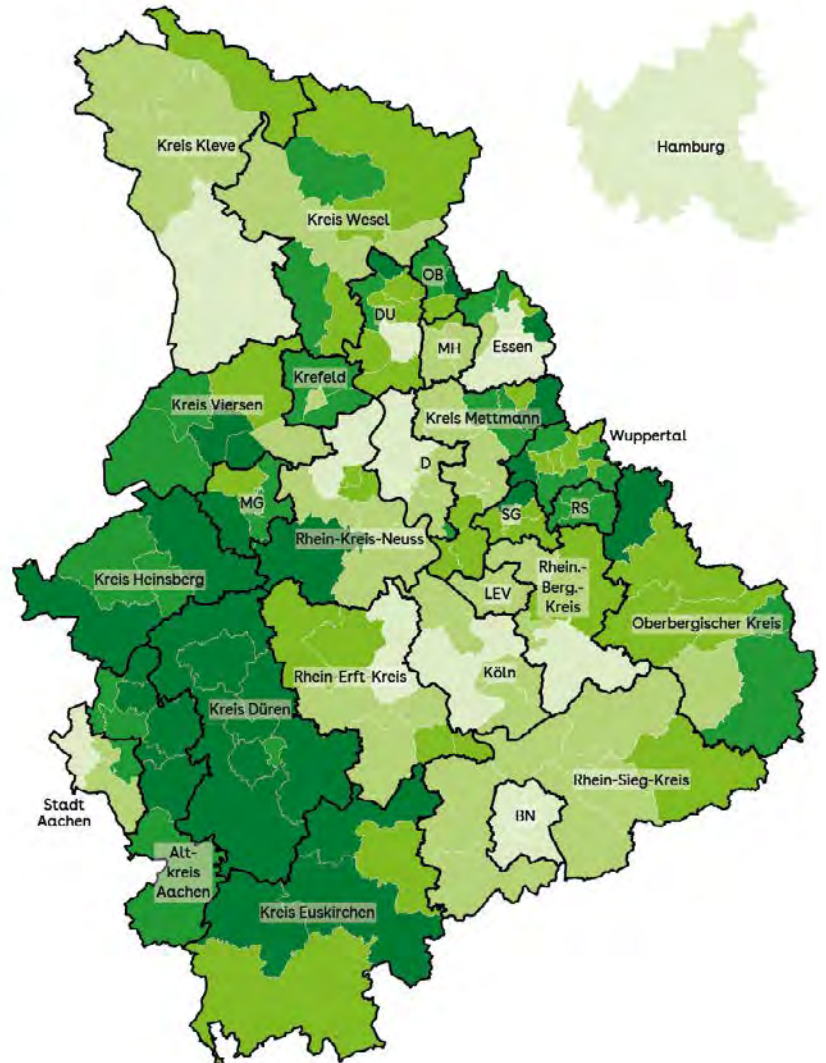 Hamburg
Kreis Kleve
Kreis Wesel
OB
DU
MH
Essen
Krefeld
Kreis Viersen
Kreis Mettmann
Wuppertal
D
MG
SG
RS
Rhein-Kreis-Neuss
Kreis Heinsberg
LEV
Rhein.-
Berg.-
Kreis
Oberbergischer Kreis
Rhein-Erft-Kreis
Köln
Kreis Düren
Rhein-Sieg-Kreis
Stadt
Aachen
BN
Alt-
kreis
Aachen
Kreis Euskirchen